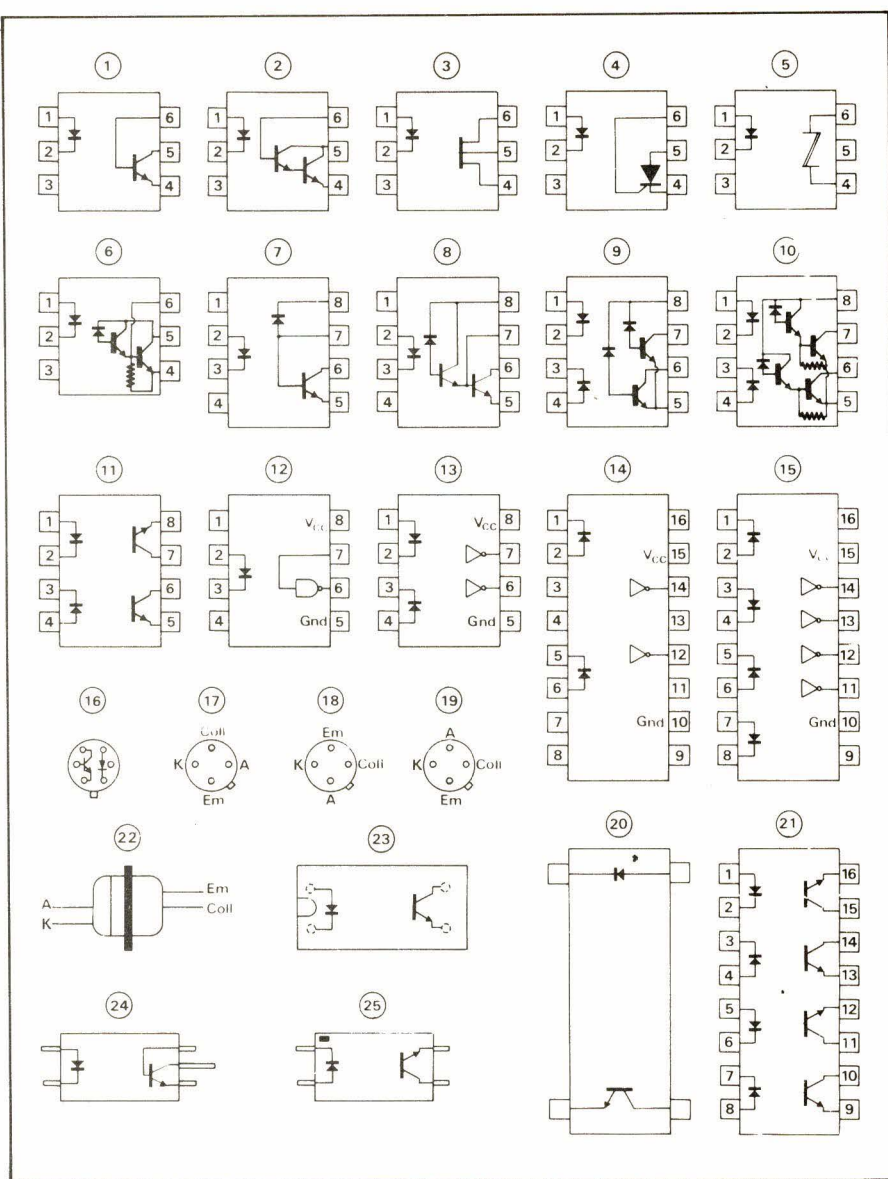 1 2 3 4 5
1 6 1 6 1 6 1 6 1 6
2 5 2 5 2 5 2 5 2 5
3 4 3 4 3 4 3 4 3 4
6 7 8 9 10
1 6 1 8 1 8 1 8 1 8
2 5 2 7 2 7 2 7 2 7
3 4 3 6 3 6 3 6 3 6
4 5 4 5 4 5 4 5
11 12 13 14 15
1 8 1 VCC 8 1 VCC 8 1 16 1 16
2 7 2 7 2 7 2 VCC 15 2 15
3 6 3 6 3 6 3 14 3 14
4 5 4 Gnd 5 4 Gnd 5 4 13 4 13
5 12 5 12
6 11 6 11
7 Gnd 10 7 Gnd 10
8 9 8 9
16 17 18 19
Coll Em A
K A K Coll K Coll
Em A Em
22 23 20 21
A Em
K Coll
1 16
2 15
3 14
4 13
5 12
6 11
7 10
8 9
24 25